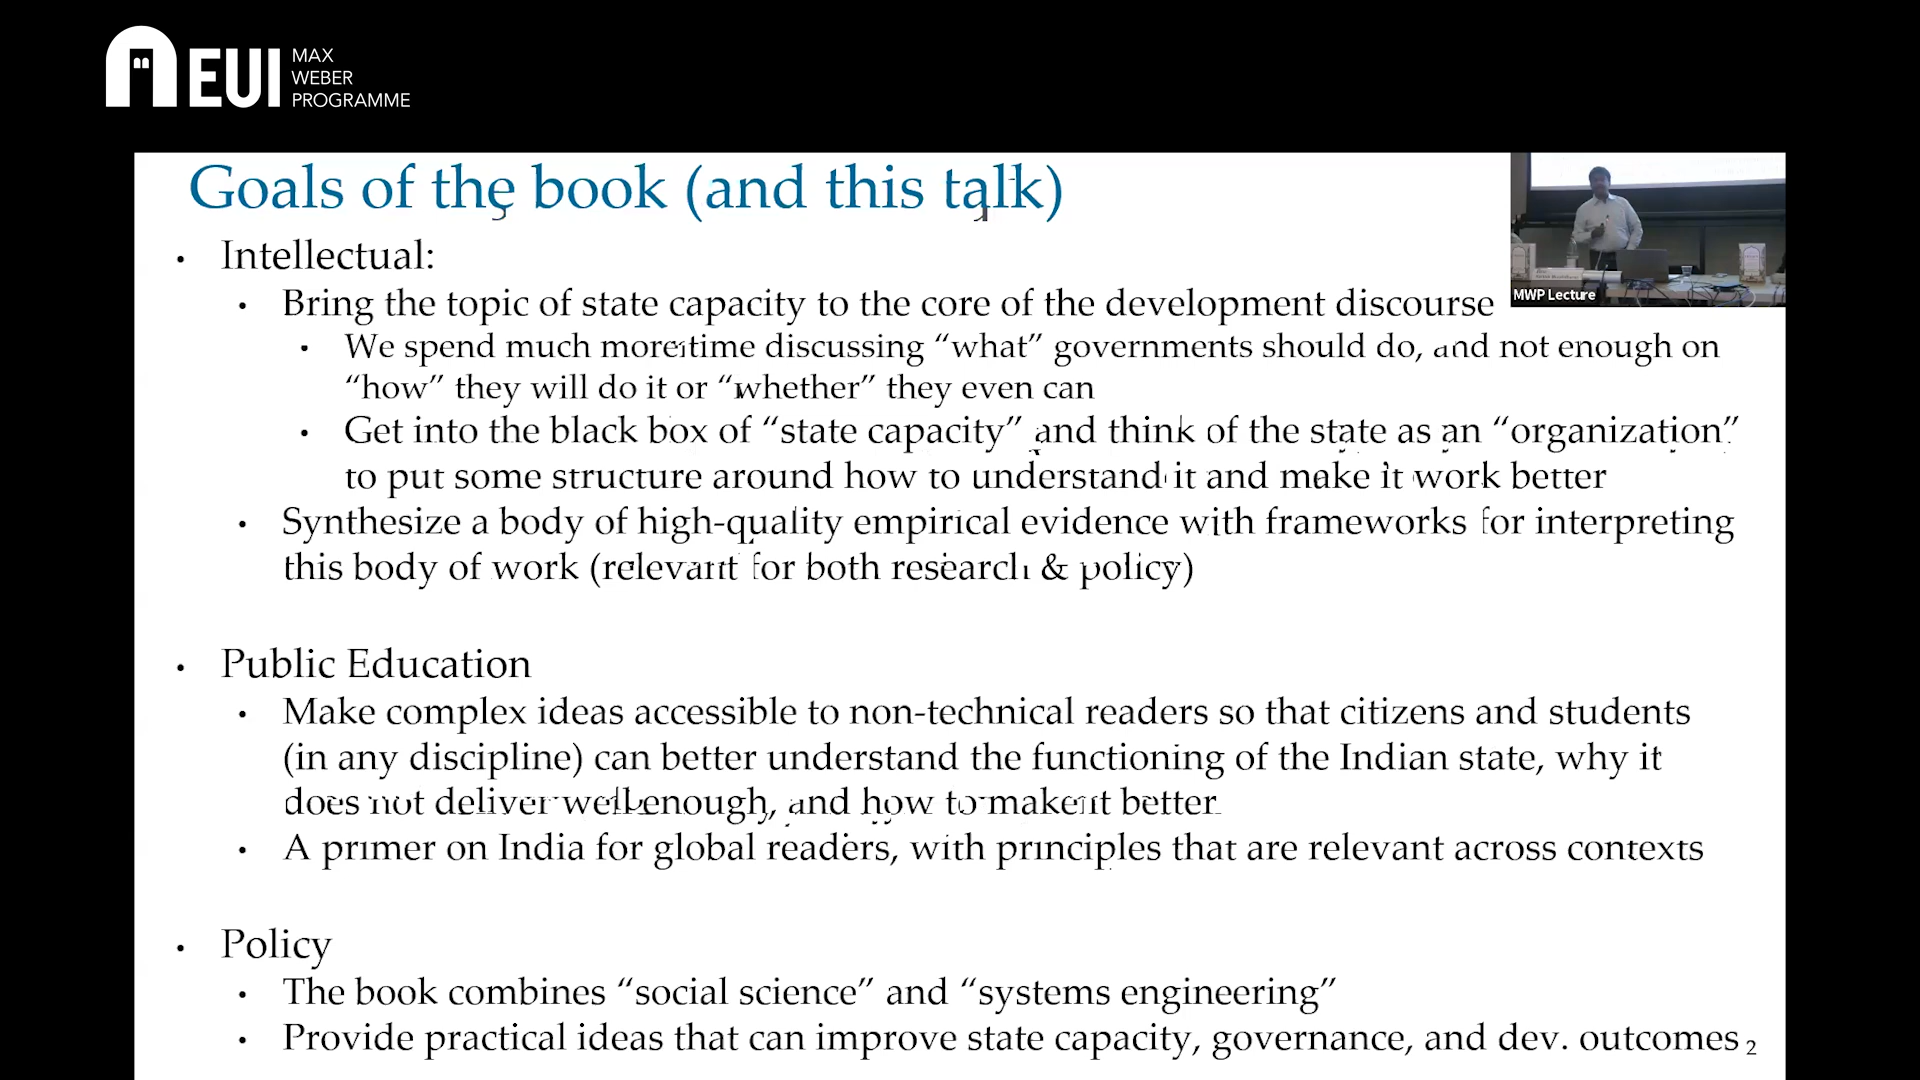 EUI
MAX
WEBER
PROGRAMME
Goals of the book (and this talk)
MWP Lecture
• Intellectual:
• Bring the topic of state capacity to the core of the development discourse
• We spend much more time discussing “what” governments should do, and not enough on
“how” they will do it or “whether” they even can
• Get into the black box of “state capacity” and think of the state as an “organization”
to put some structure around how to understand it and make it work better
• Synthesize a body of high-quality empirical evidence with frameworks for interpreting
this body of work (relevant for both research & policy)
• Public Education
• Make complex ideas accessible to non-technical readers so that citizens and students
(in any discipline) can better understand the functioning of the Indian state, why it
does not deliver well enough, and how to make it better
• A primer on India for global readers, with principles that are relevant across contexts
• Policy
• The book combines “social science” and “systems engineering”
• Provide practical ideas that can improve state capacity, governance, and dev. outcomes
2